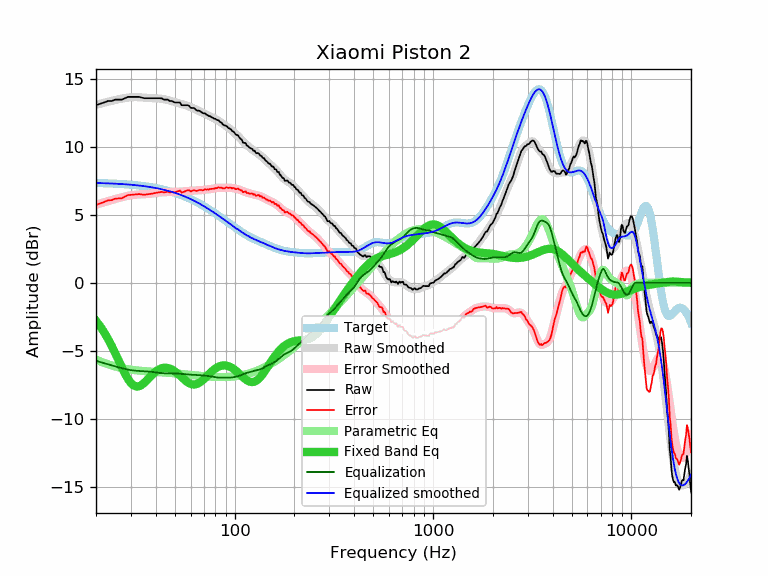 Xiaomi Piston 2
15
10
5
0
−5
−10
−15
Amplitude (dBr)
Target
Raw Smoothed
Error Smoothed
Raw
Error
Parametric Eq
Fixed Band Eq
Equalization
Equalized smoothed
100
1000
10000
Frequency (Hz)